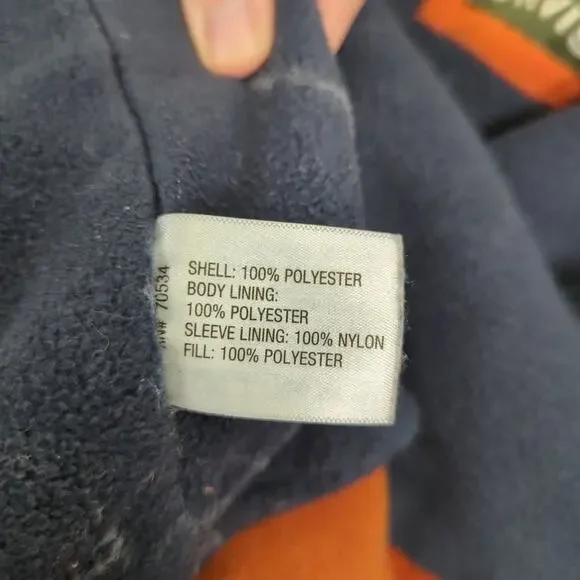 SHELL: 100% POLYESTER
BODY LINING:
100% POLYESTER
SLEEVE LINING: 100% NYLON
FILL: 100% POLYESTER
70534